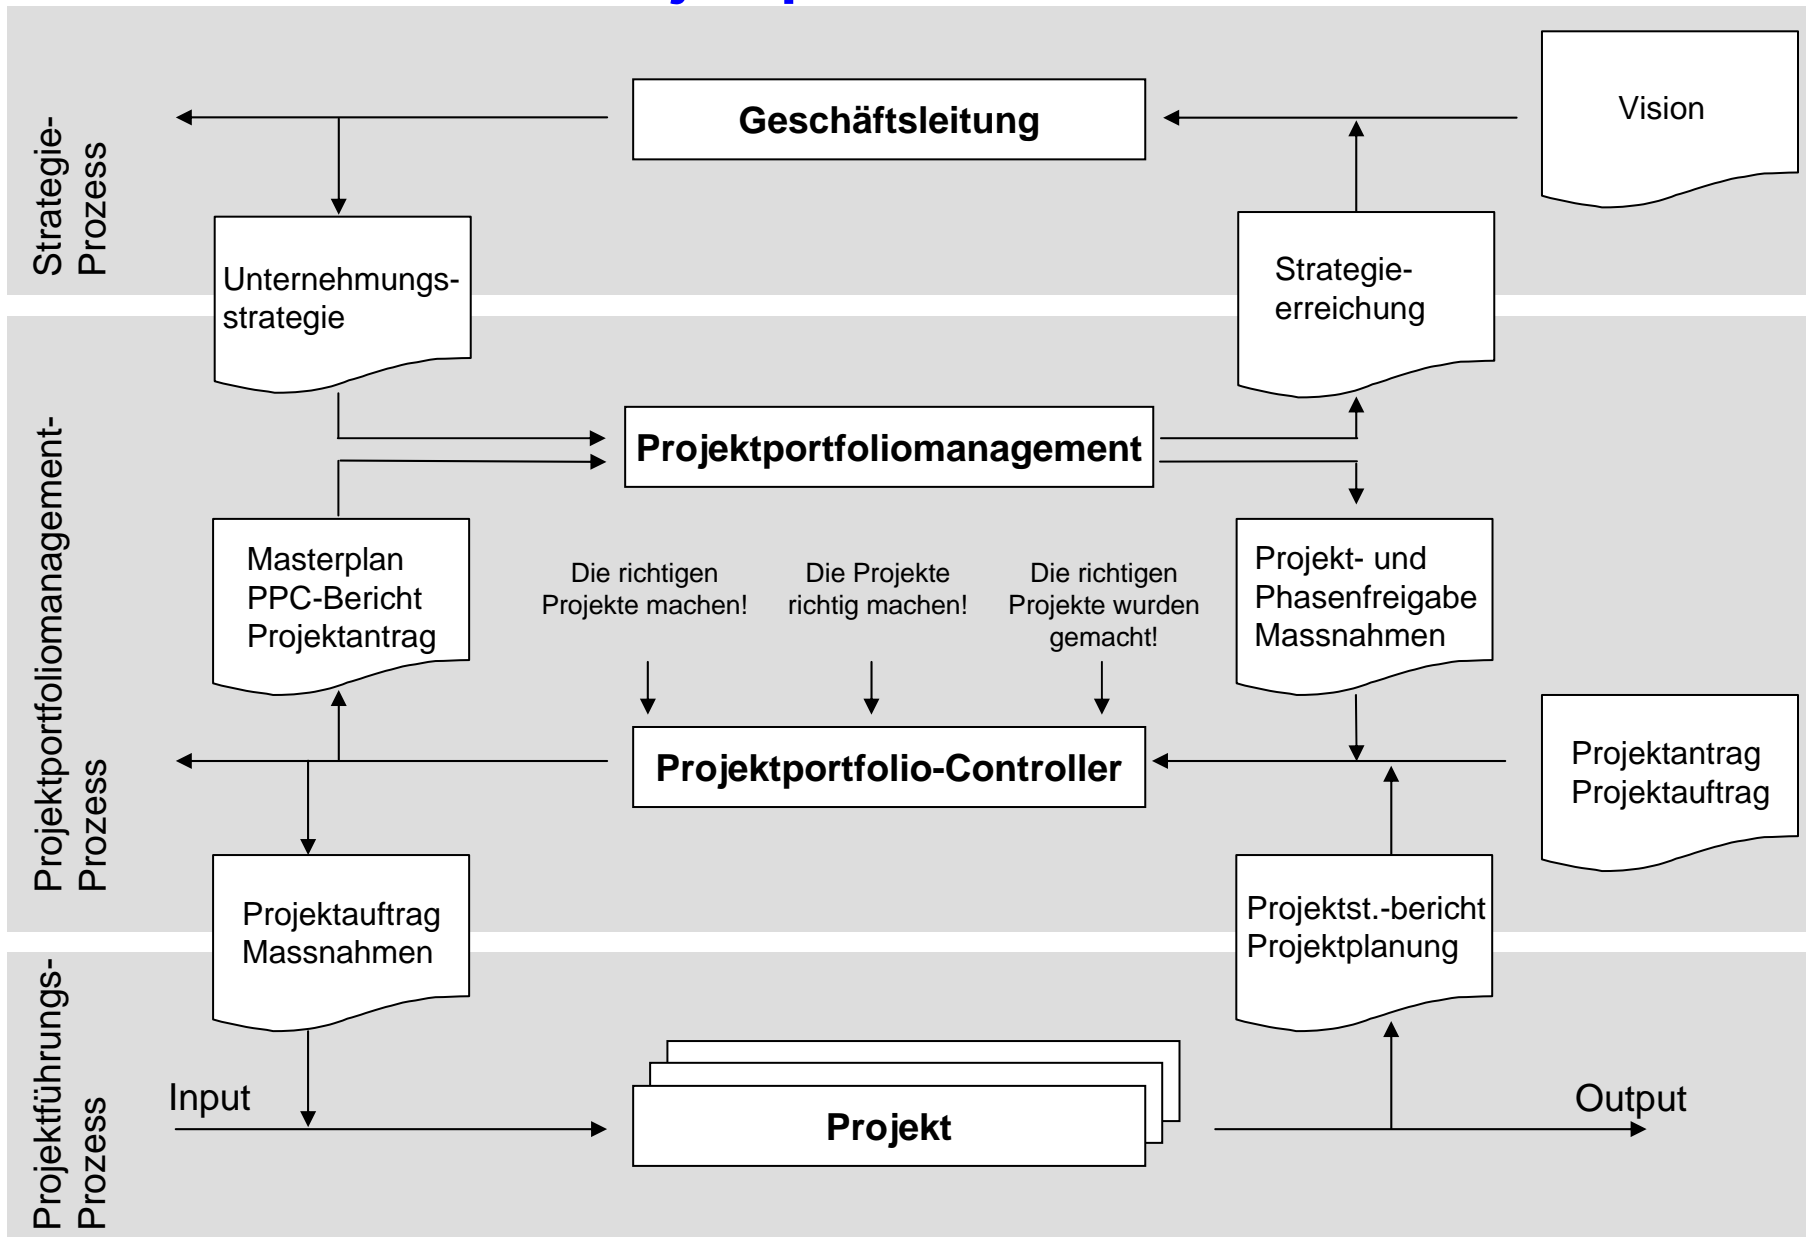 Strategie-
Prozess
Geschäftsleitung
Vision
Unternehmungs-
strategie
Strategie-
erreichung
Projektportfoliomanagement-
Prozess
Projektportfoliomanagement
Masterplan
PPC-Bericht
Projektantrag
Die richtigen
Projekte machen!
Die Projekte
richtig machen!
Die richtigen
Projekte wurden
gemacht!
Projekt- und
Phasenfreigabe
Massnahmen
Projektportfolio-Controller
Projektantrag
Projektauftrag
Projektauftrag
Massnahmen
Projektst.-bericht
Projektplanung
Projektführungs-
Prozess
Input
Projekt
Output